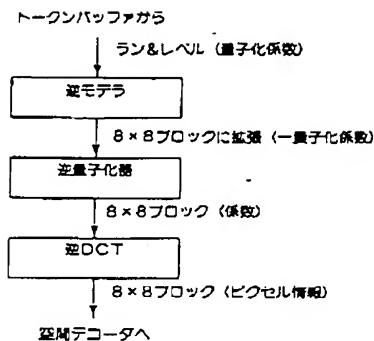 トークンバッファから
ラン&レベル (量子化係数)
逆モデラ
8×8ブロックに拡張 (一量子化係数)
逆量子化器
8×8ブロック (係数)
逆DCT
8×8ブロック (ピクセル情報)
空間デコーダへ